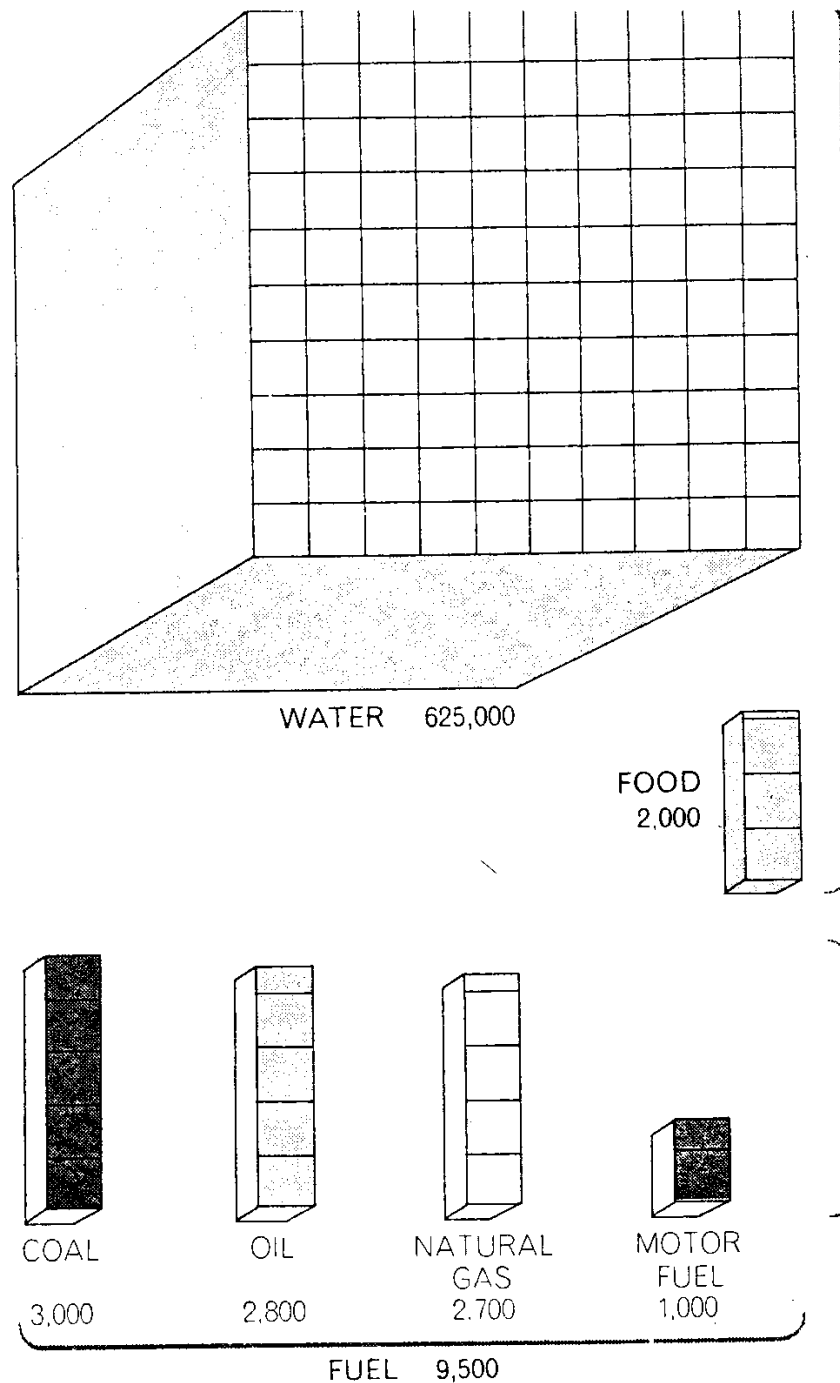 WATER 625,000
FOOD
2,000
COAL
OIL
NATURAL
GAS
MOTOR
FUEL
3,000
2,800
2.700
1,000
FUEL 9,500